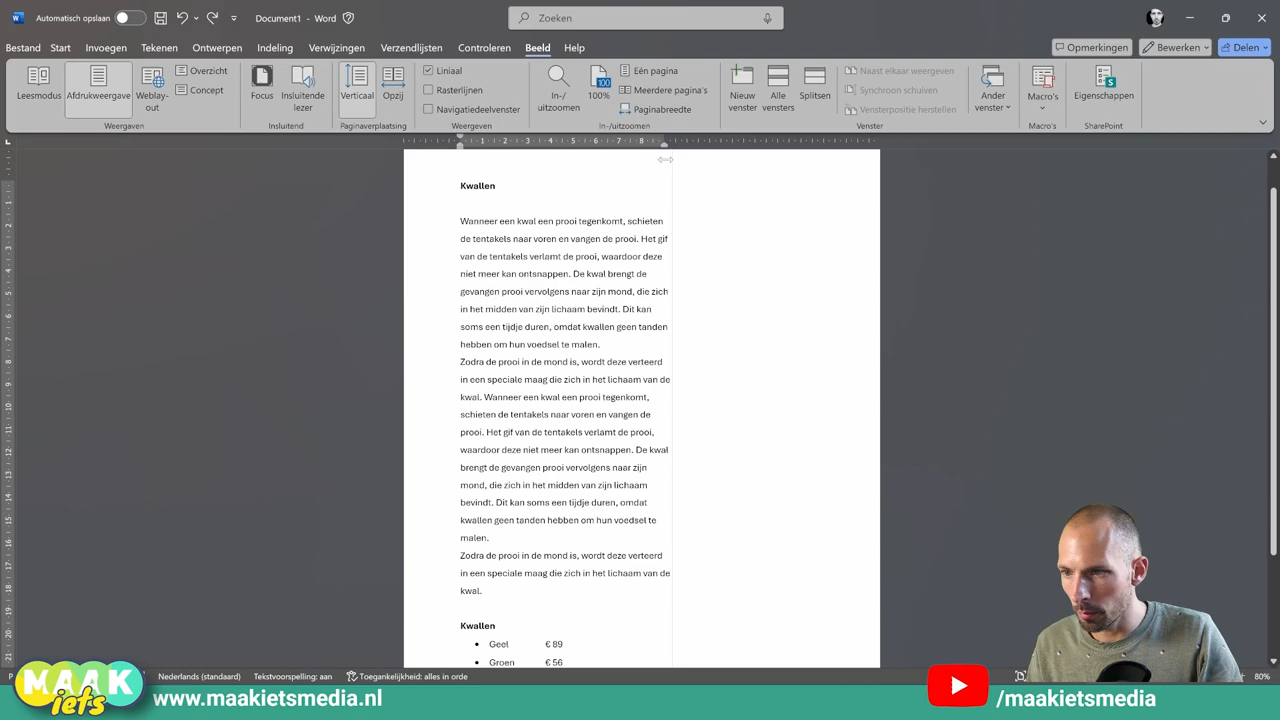 Automatisch opslaan
Document1 - Word
Zoeken
Bestand Start Invoegen Tekenen Ontwerpen Indeling Verwijzingen Verzendlijsten Controleren Beeld Help
Opmerkingen Bewerken Delen
Leesmodus
Afdrukweergave
Weblay-
out
Overzicht
Concept
Weergaven
Focus
Insluitende
lezer
Insluitend
Verticaal
Opzij
Paginaverplaatsing
Liniaal
Rasterlijnen
Navigatiedeelvenster
Weergeven
In-/
uitzoomen
100
100%
Eén pagina
Meerdere pagina's
Paginabreedte
In-/uitzoomen
Nieuw
venster
Alle
vensters
Splitsen
Naast elkaar weergeven
Synchroon schuiven
Vensterpositie herstellen
Ander
venster
Venster
Macro's
Macro's
Eigenschappen
SharePoint
1 2 3 4 5 6 7 8
Kwallen
Wanneer een kwal een prooi tegenkomt, schieten
de tentakels naar voren en vangen de prooi. Het gif
van de tentakels verlamt de prooi, waardoor deze
niet meer kan ontsnappen. De kwal brengt de
gevangen prooi vervolgens naar zijn mond, die zich
in het midden van zijn lichaam bevindt. Dit kan
soms een tijdje duren, omdat kwallen geen tanden
hebben om hun voedsel te malen.
Zodra de prooi in de mond is, wordt deze verteerd
in een speciale maag die zich in het lichaam van de
kwal. Wanneer een kwal een prooi tegenkomt,
schieten de tentakels naar voren en vangen de
prooi. Het gif van de tentakels verlamt de prooi,
waardoor deze niet meer kan ontsnappen. De kwal
brengt de gevangen prooi vervolgens naar zijn
mond, die zich in het midden van zijn lichaam
bevindt. Dit kan soms een tijdje duren, omdat
kwallen geen tanden hebben om hun voedsel te
malen.
Zodra de prooi in de mond is, wordt deze verteerd
in een speciale maag die zich in het lichaam van de
kwal.
Kwallen
• Geel € 89
• Groen € 56
Nederlands (standaard) Tekstvoorspelling: aan Toegankelijkheid: alles in orde
80%
MAAK
iets
www.maakietsmedia.nl
/maakietsmedia